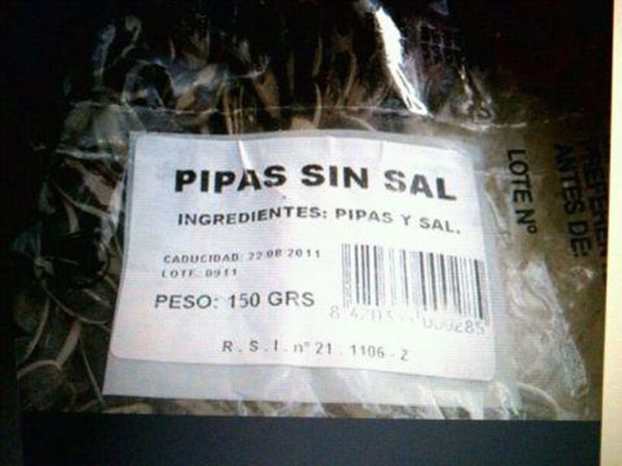 PIPAS SIN SAL
INGREDIENTES: PIPAS Y SAL.
CADUCIDAD: 22 08 2011
LOTE: 0911
PESO: 150 GRS
R.S.I. nº 21.1106-2
LOTE Nº
ANTES DE: